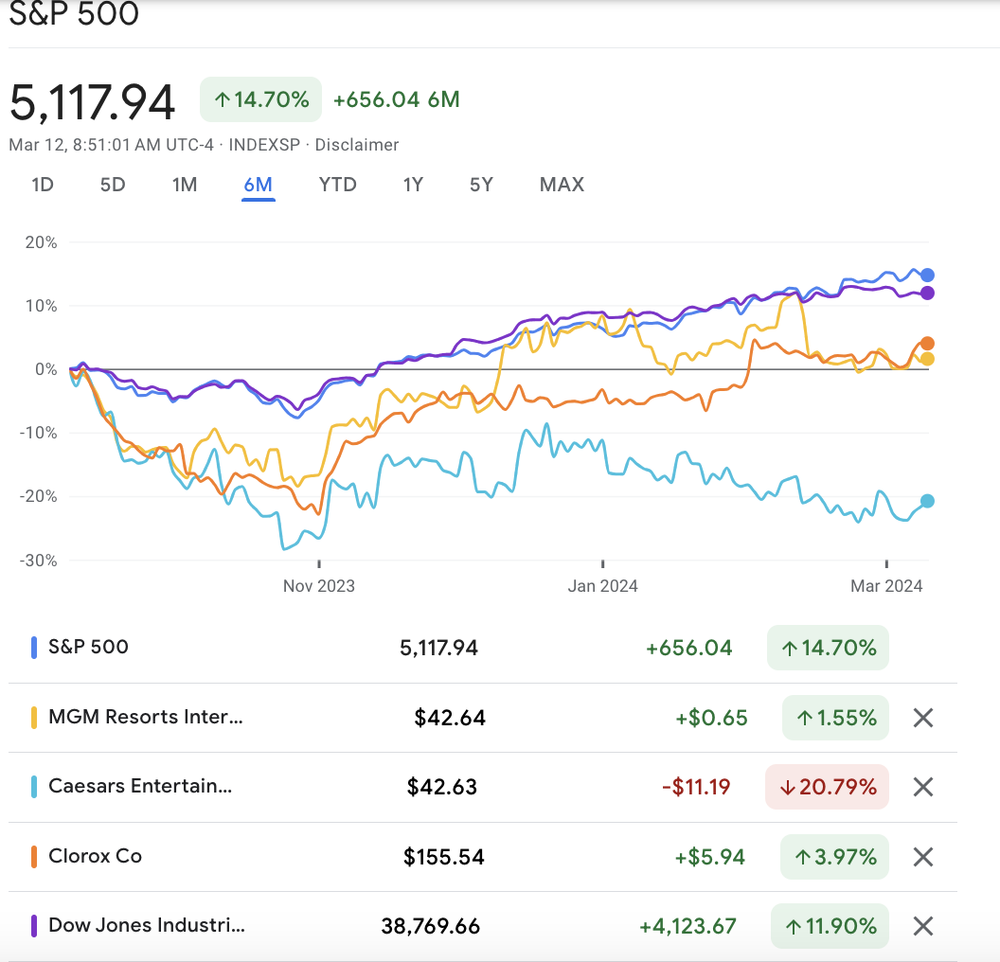 S&P 500
5,117.94 ↑14.70% +656.04 6M
Mar 12, 8:51:01 AM UTC-4 · INDEXSP · Disclaimer
1D 5D 1M 6M YTD 1Y 5Y MAX
20%
10%
0%
-10%
-20%
-30%
Nov 2023 Jan 2024 Mar 2024
S&P 500 5,117.94 +656.04 ↑14.70%
MGM Resorts Inter... $42.64 +$0.65 ↑1.55%
Caesars Entertain... $42.63 -$11.19 ↓20.79%
Clorox Co $155.54 +$5.94 ↑3.97%
Dow Jones Industri... 38,769.66 +4,123.67 ↑11.90%